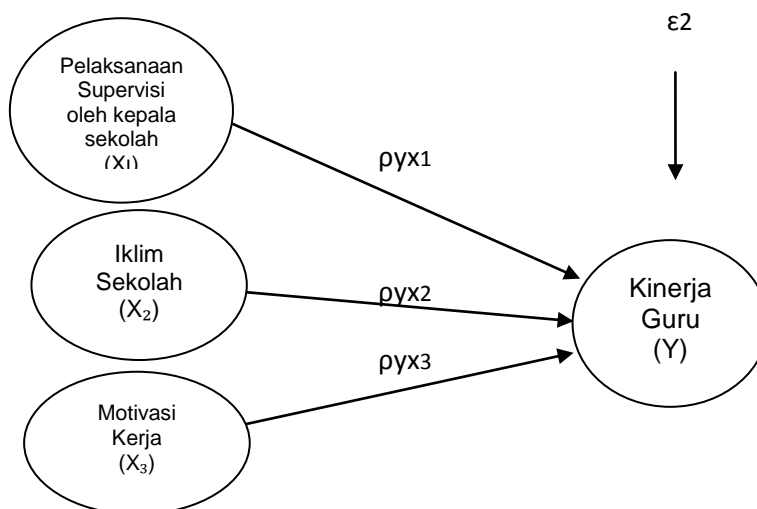 ε2
Pelaksanaan
Supervisi
oleh kepala
sekolah
(X₁)
ρyx1
Iklim
Sekolah
(X₂)
ρyx2
Kinerja
Guru
(Y)
ρyx3
Motivasi
Kerja
(X₃)